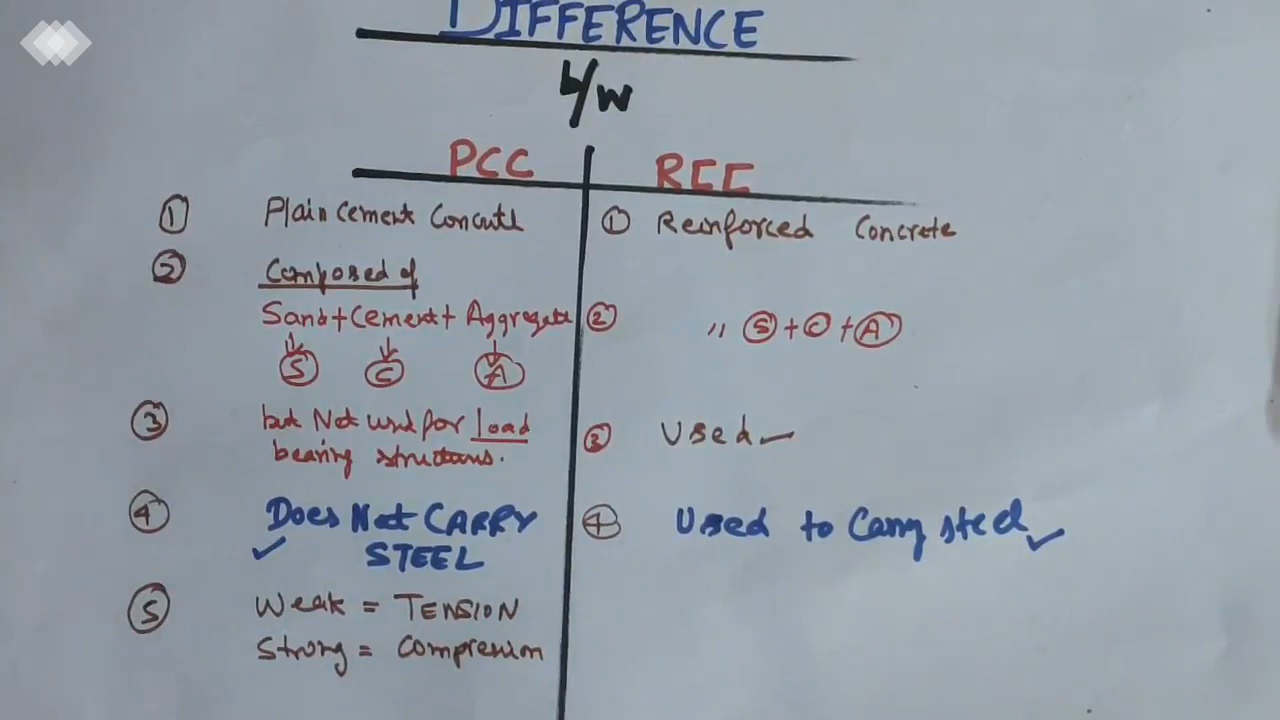 DIFFERENCE
b/w
PCC
RCC
① Plain Cement Concrete
① Reinforced Concrete
② Composed of
Sand + Cement + Aggregate
Ⓢ Ⓒ Ⓐ
② " Ⓢ + Ⓒ + Ⓐ
③ but Not used for load
bearing structures.
③ Used
④ Does Not CARRY
STEEL
④ Used to Carry steel
⑤ Weak = TENSION
Strong = Compression